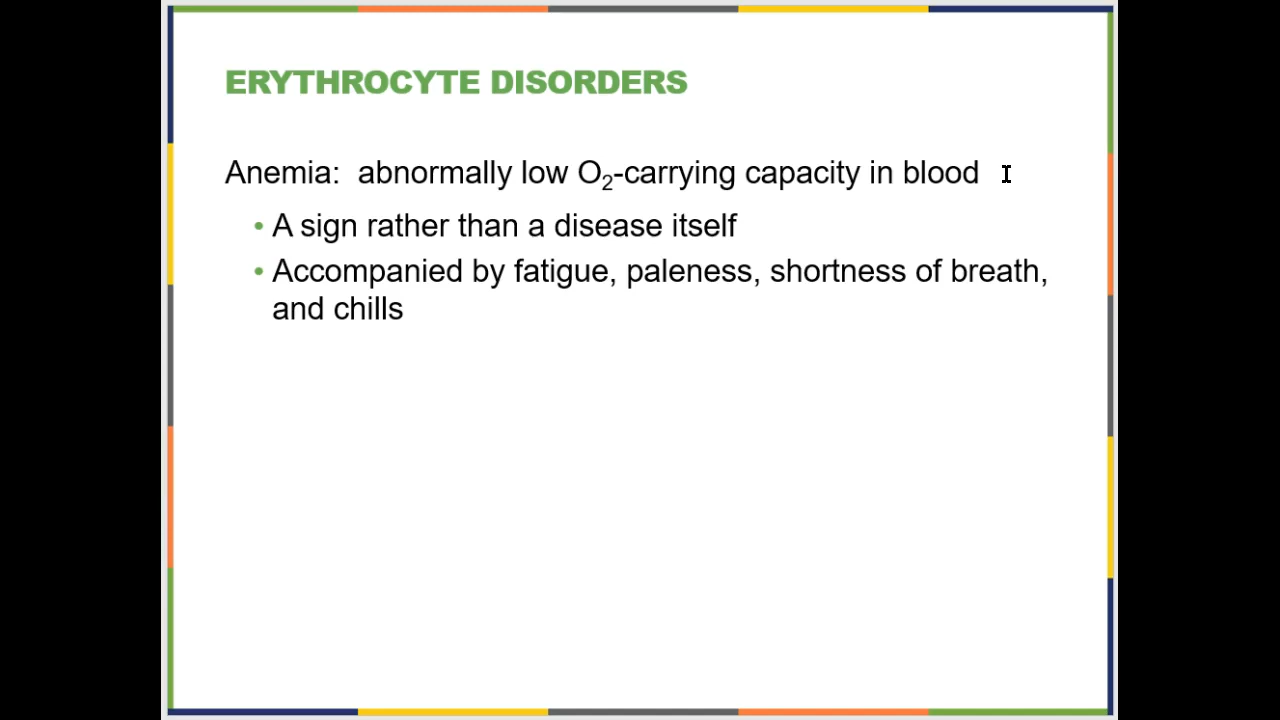 ERYTHROCYTE DISORDERS
Anemia:  abnormally low O₂-carrying capacity in blood
• A sign rather than a disease itself
• Accompanied by fatigue, paleness, shortness of breath,
and chills